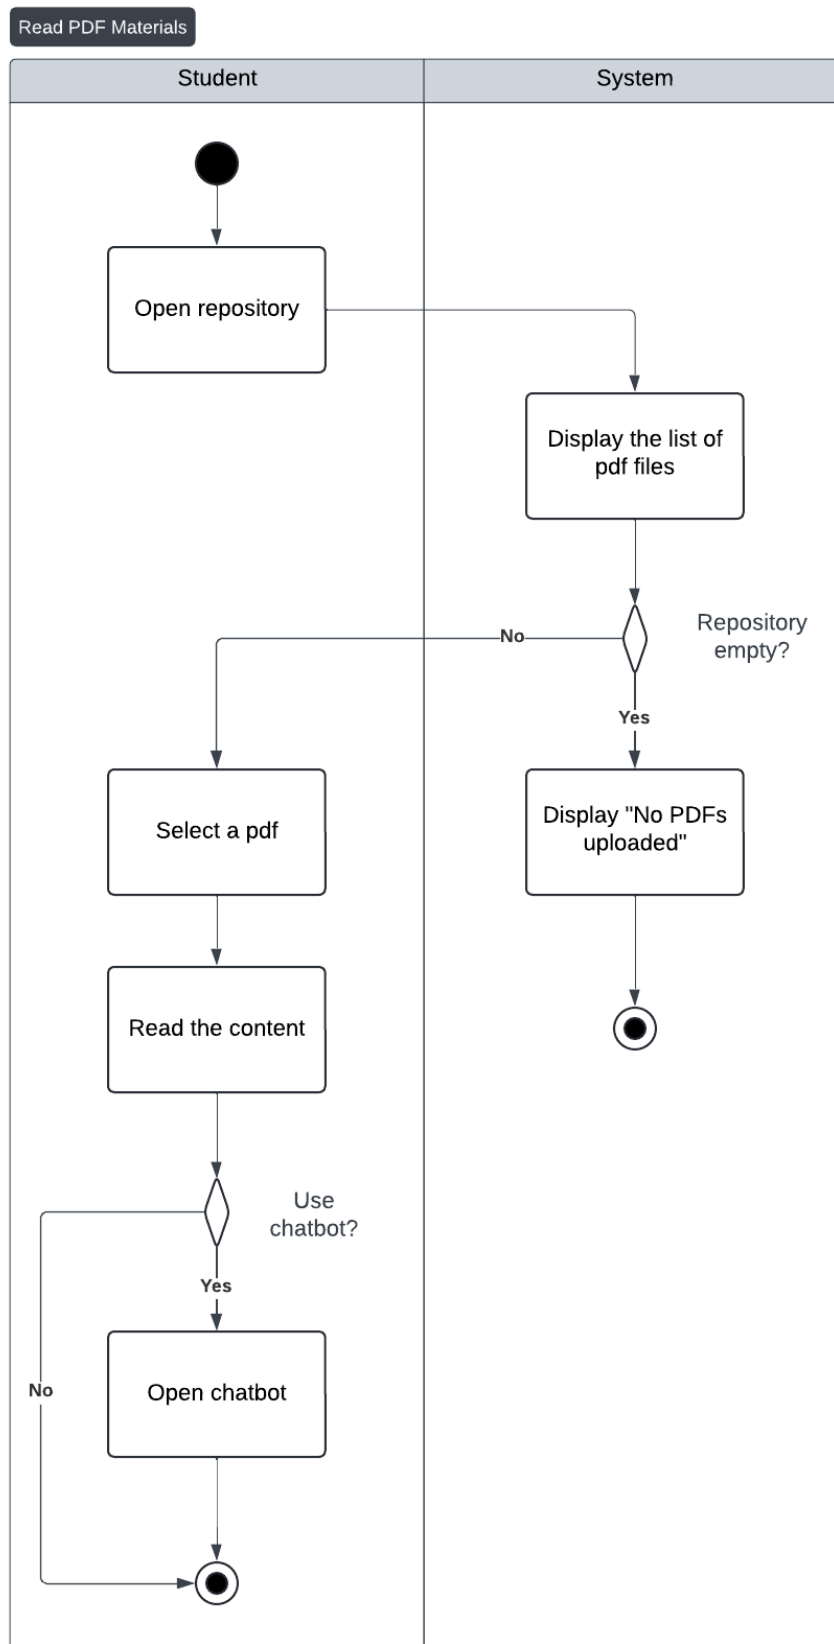 Read PDF Materials
Student
System
Open repository
Display the list of
pdf files
Repository
empty?
No
Yes
Select a pdf
Display "No PDFs
uploaded"
Read the content
Use
chatbot?
Yes
No
Open chatbot